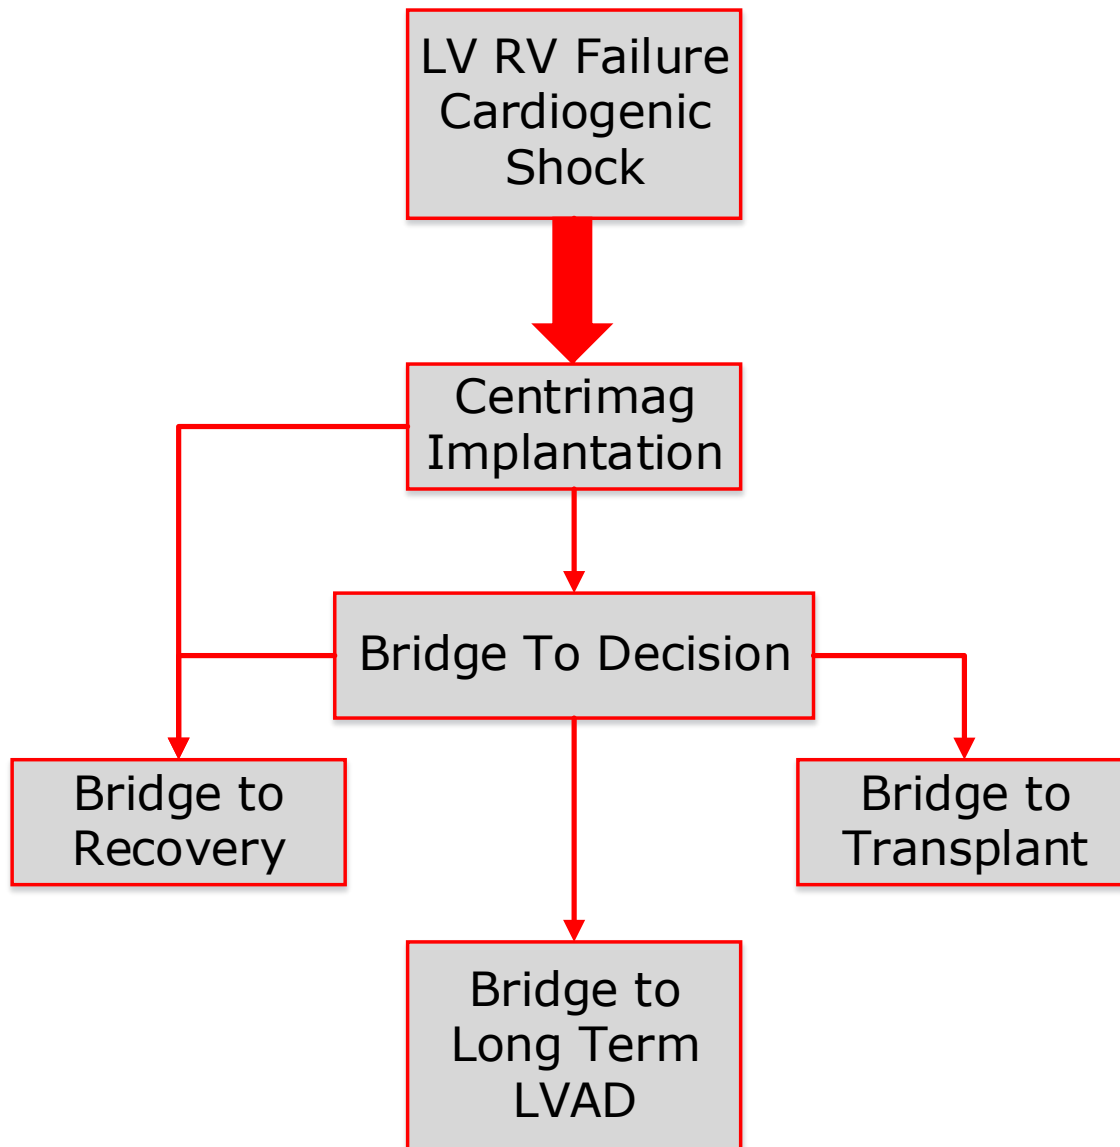 LV RV Failure
Cardiogenic
Shock
Centrimag
Implantation
Bridge To Decision
Bridge to
Recovery
Bridge to
Transplant
Bridge to
Long Term
LVAD